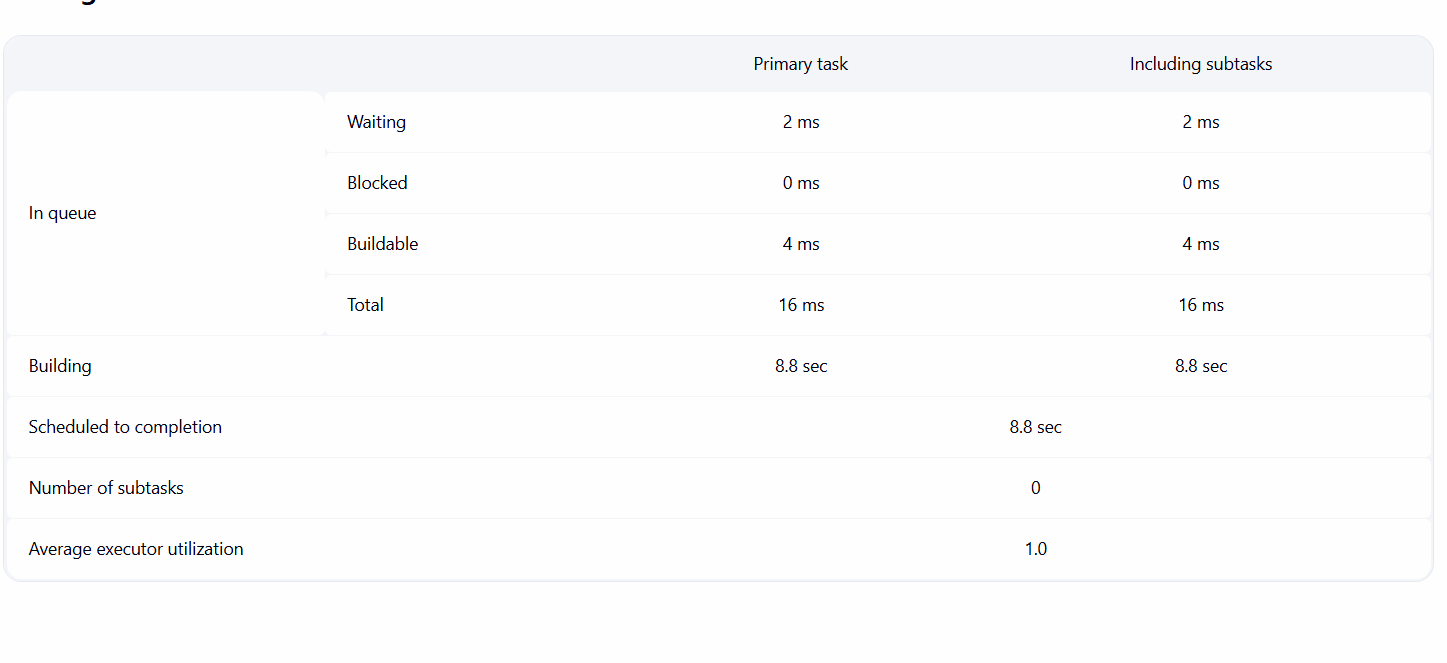 Primary task Including subtasks
Waiting 2 ms 2 ms
Blocked 0 ms 0 ms
In queue
Buildable 4 ms 4 ms
Total 16 ms 16 ms
Building 8.8 sec 8.8 sec
Scheduled to completion 8.8 sec
Number of subtasks 0
Average executor utilization 1.0